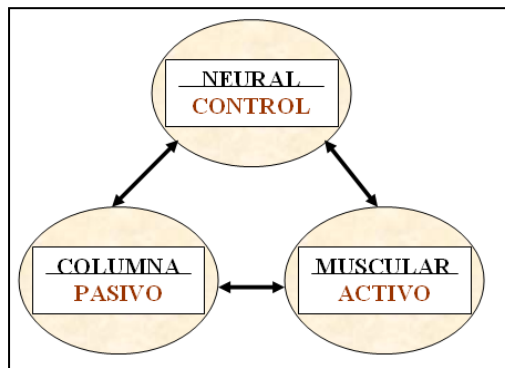 NEURAL
CONTROL
COLUMNA
PASIVO
MUSCULAR
ACTIVO